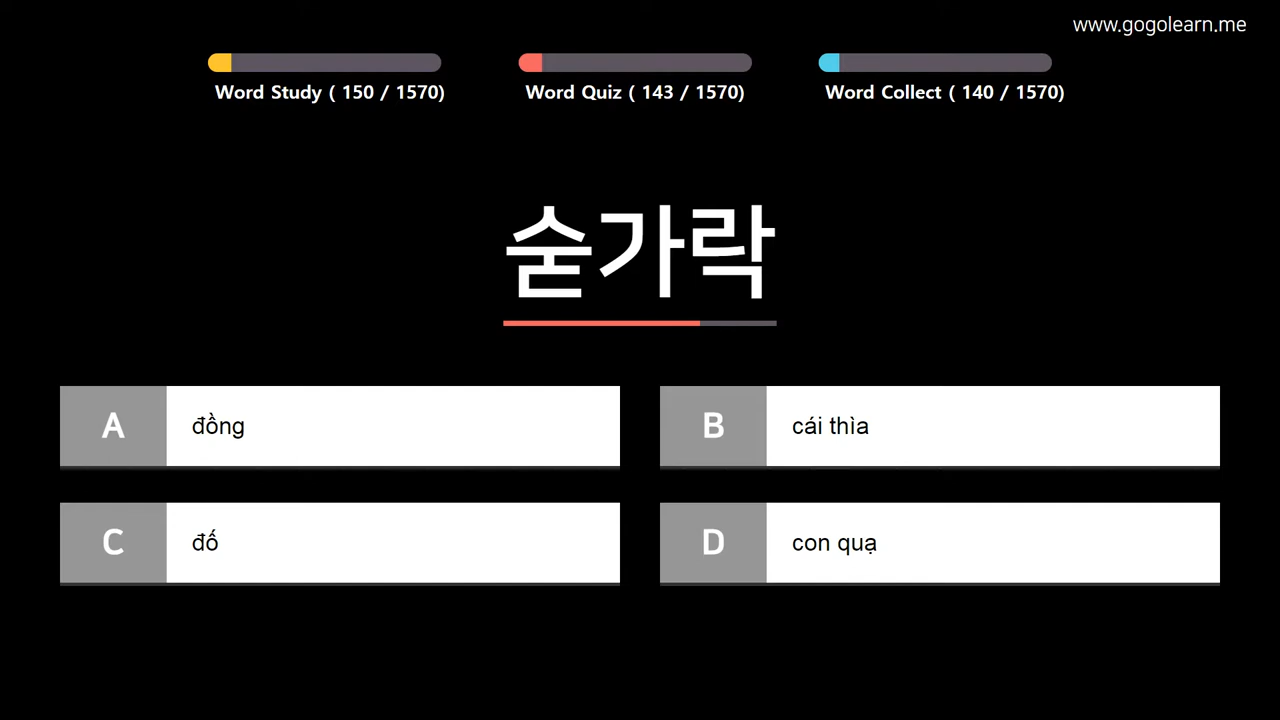 www.gogolearn.me
Word Study ( 150 / 1570)
Word Quiz ( 143 / 1570)
Word Collect ( 140 / 1570)
숟가락
A đồng
B cái thìa
C đố
D con quạ